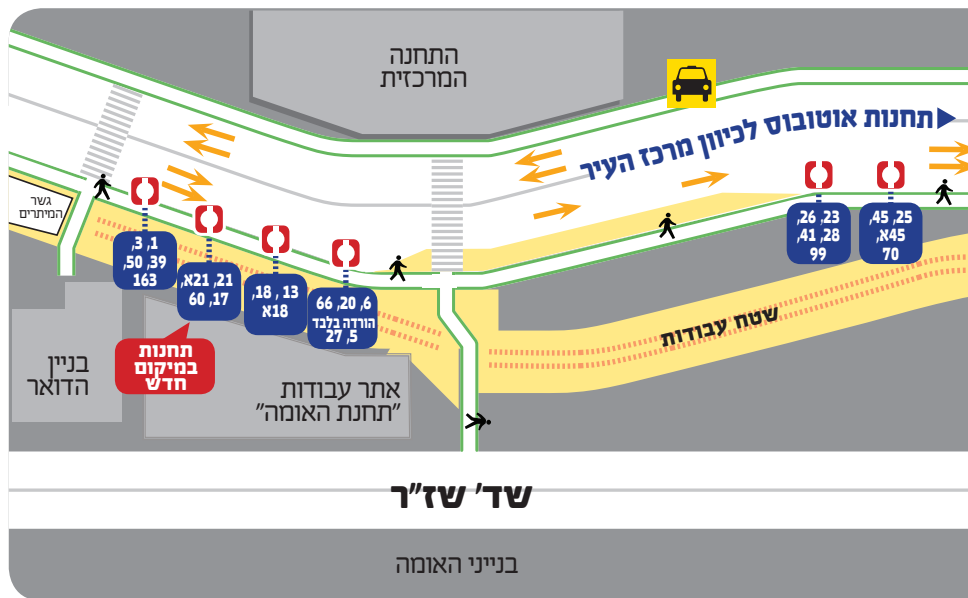 התחנה
המרכזית
תחנות אוטובוס לכיוון מרכז העיר
גשר
המיתרים
1, 3,
39, 50,
163
21, 21א,
17, 60
13, 18,
18א
6, 20, 66
הורדה בלבד
5, 27
23, 26,
28, 41,
99
25, 45,
45א,
70
תחנות
במיקום
חדש
שטח עבודות
בניין
הדואר
אתר עבודות
"תחנת האומה"
שד' שז"ר
בנייני האומה